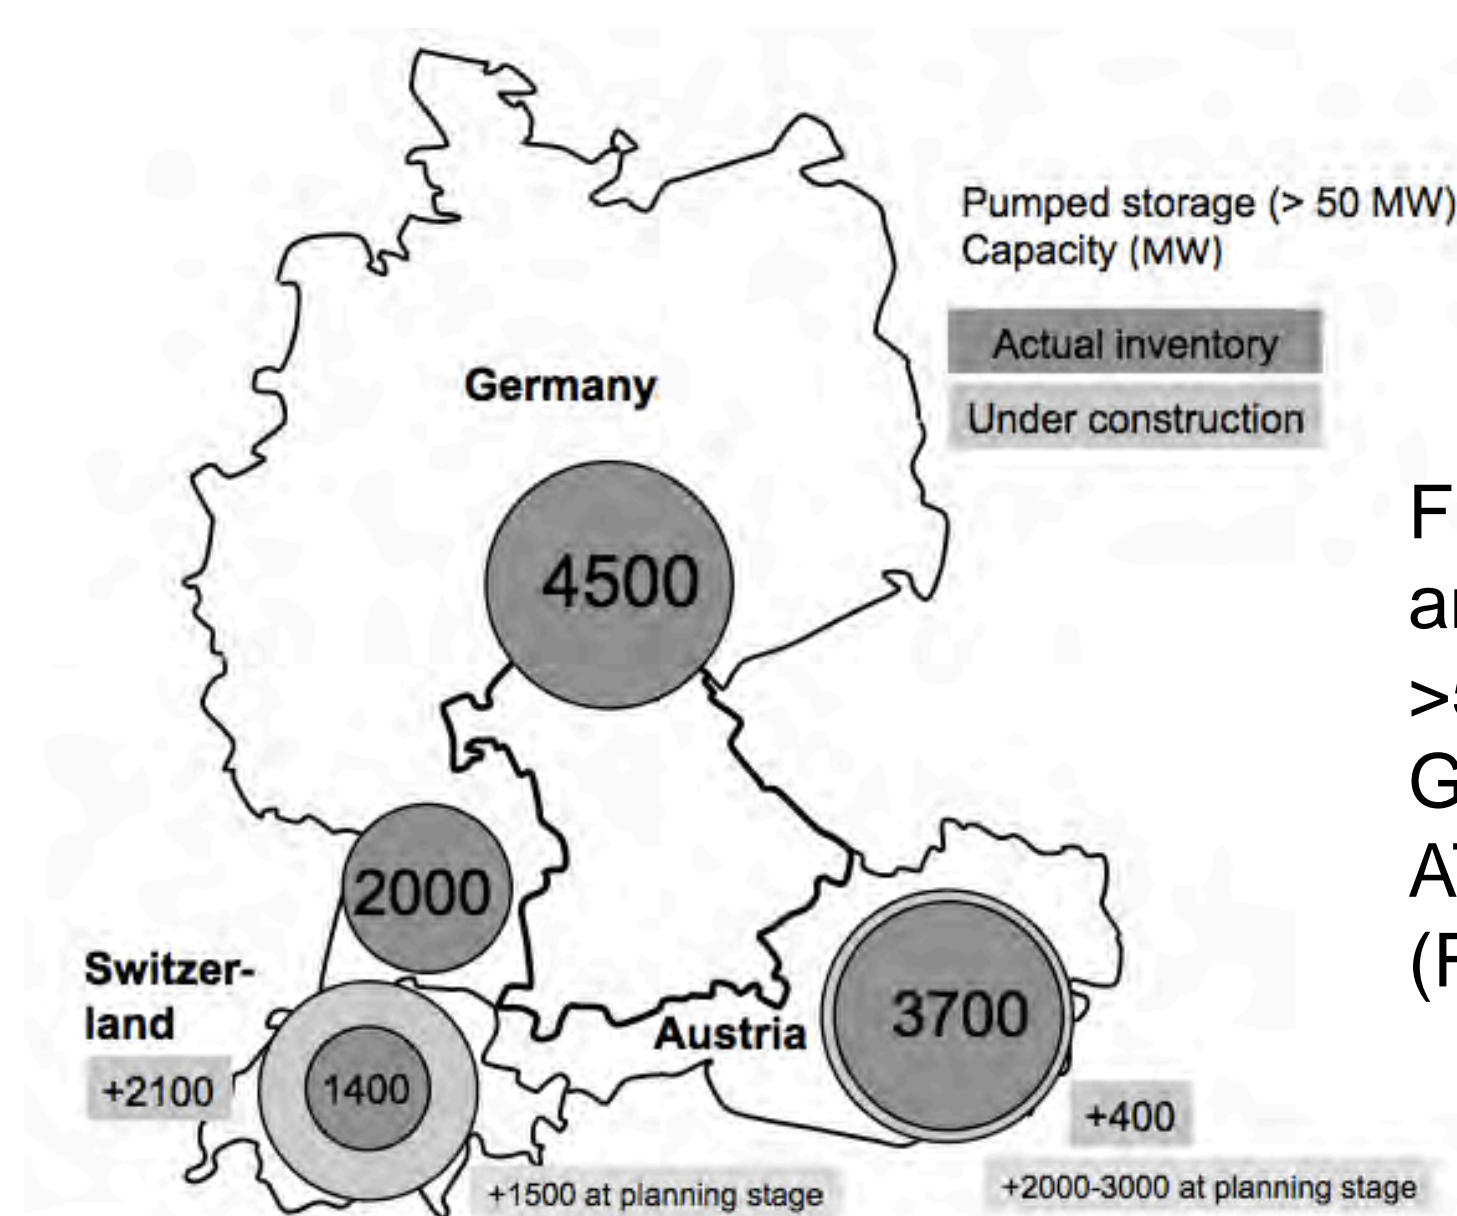 Pumped storage (> 50 MW)
Capacity (MW)
Actual inventory
Under construction
Germany
4500
2000
Switzer-
land
+2100
1400
Austria
3700
+400
+1500 at planning stage
+2000-3000 at planning stage